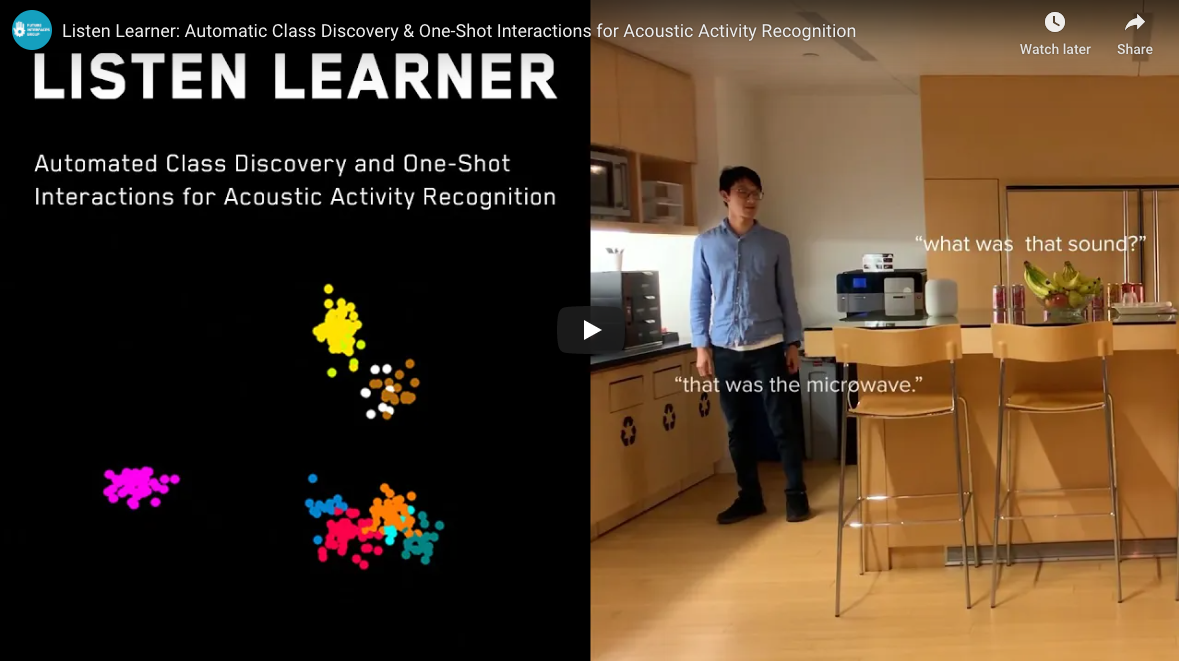 Listen Learner: Automatic Class Discovery & One-Shot Interactions for Acoustic Activity Recognition
Watch later
Share
LISTEN LEARNER
Automated Class Discovery and One-Shot
Interactions for Acoustic Activity Recognition
“what was that sound?”
“that was the microwave.”